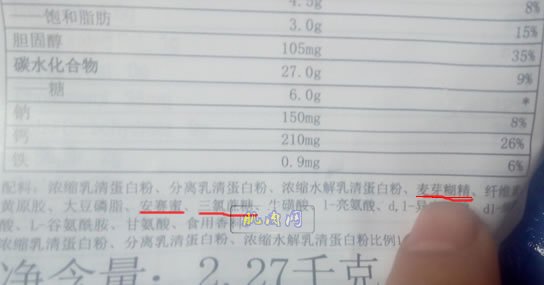 4.5g 8%
——饱和脂肪 3.0g 15%
胆固醇 105mg 35%
碳水化合物 27.0g 9%
——糖 6.0g *
钠 150mg 8%
钙 210mg 26%
铁 0.9mg 6%
配料：浓缩乳清蛋白粉、分离乳清蛋白粉、浓缩水解乳清蛋白粉、麦芽糊精、纤维
黄原胶、大豆磷脂、安赛蜜、三氯蔗糖、牛磺酸、l-亮氨酸、d,l-异 dl-
酸、L-谷氨酰胺、甘氨酸、食用香
肌肉网
浓缩乳清蛋白粉、分离乳清蛋白粉、浓缩水解乳清蛋白粉比例
净含量：2.27千克